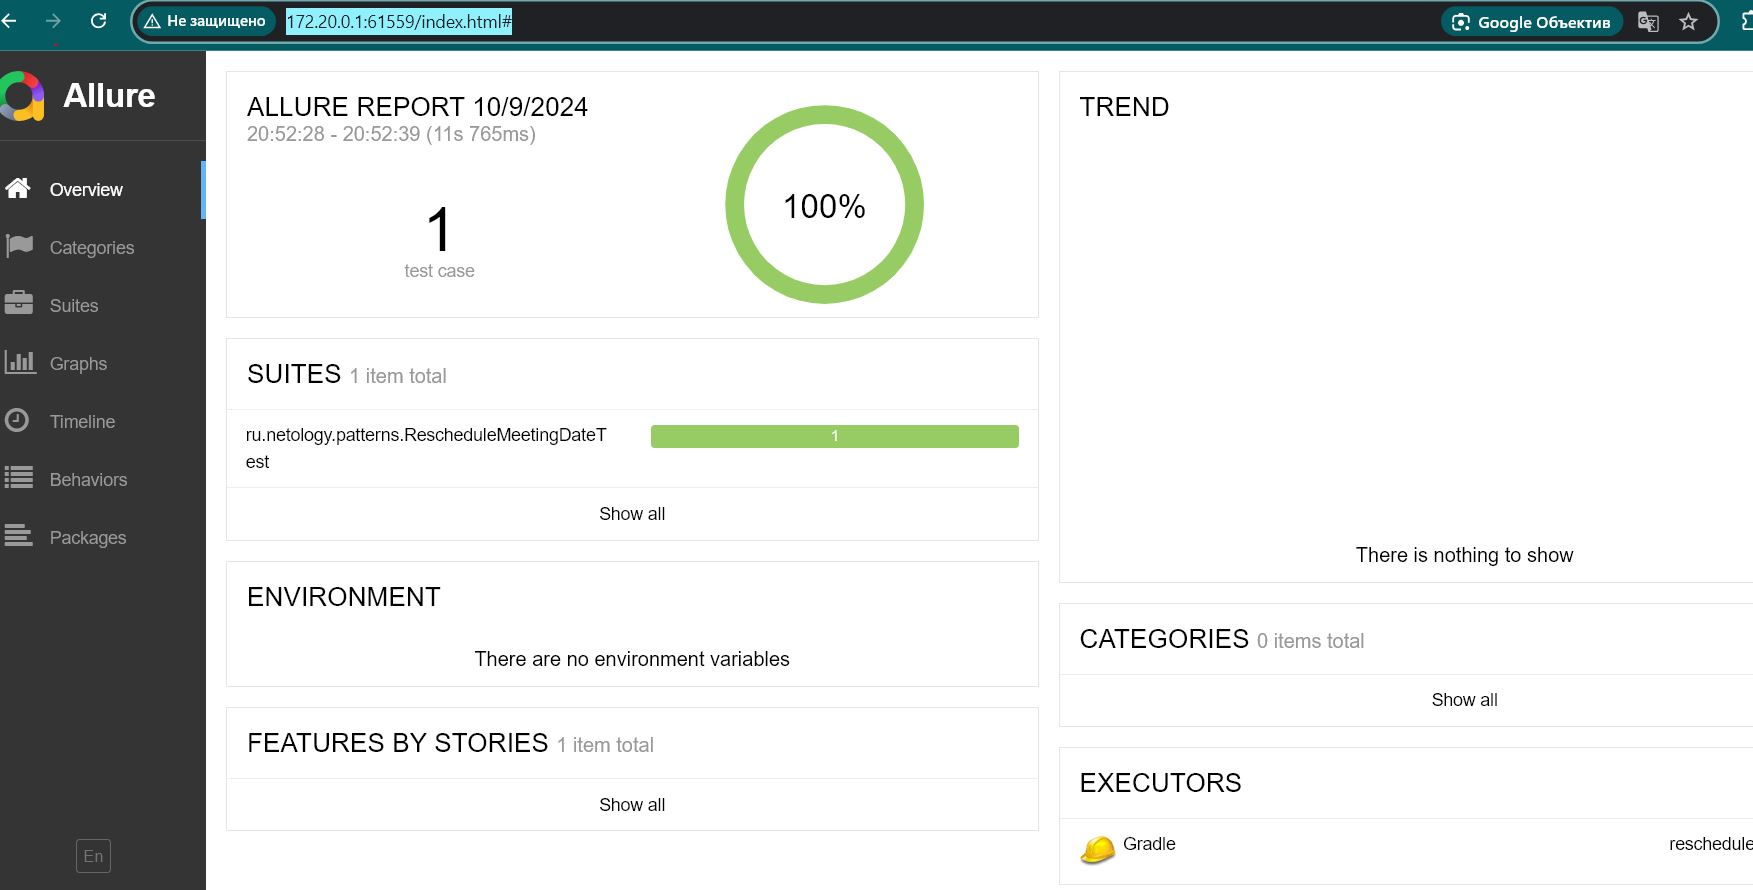 Не защищено
172.20.0.1:61559/index.html#
Google Объектив
Allure
Overview
Categories
Suites
Graphs
Timeline
Behaviors
Packages
En
ALLURE REPORT 10/9/2024
20:52:28 - 20:52:39 (11s 765ms)
1
test case
100%
SUITES 1 item total
ru.netology.patterns.RescheduleMeetingDateT
est
1
Show all
ENVIRONMENT
There are no environment variables
FEATURES BY STORIES 1 item total
Show all
TREND
There is nothing to show
CATEGORIES 0 items total
Show all
EXECUTORS
Gradle
reschedule